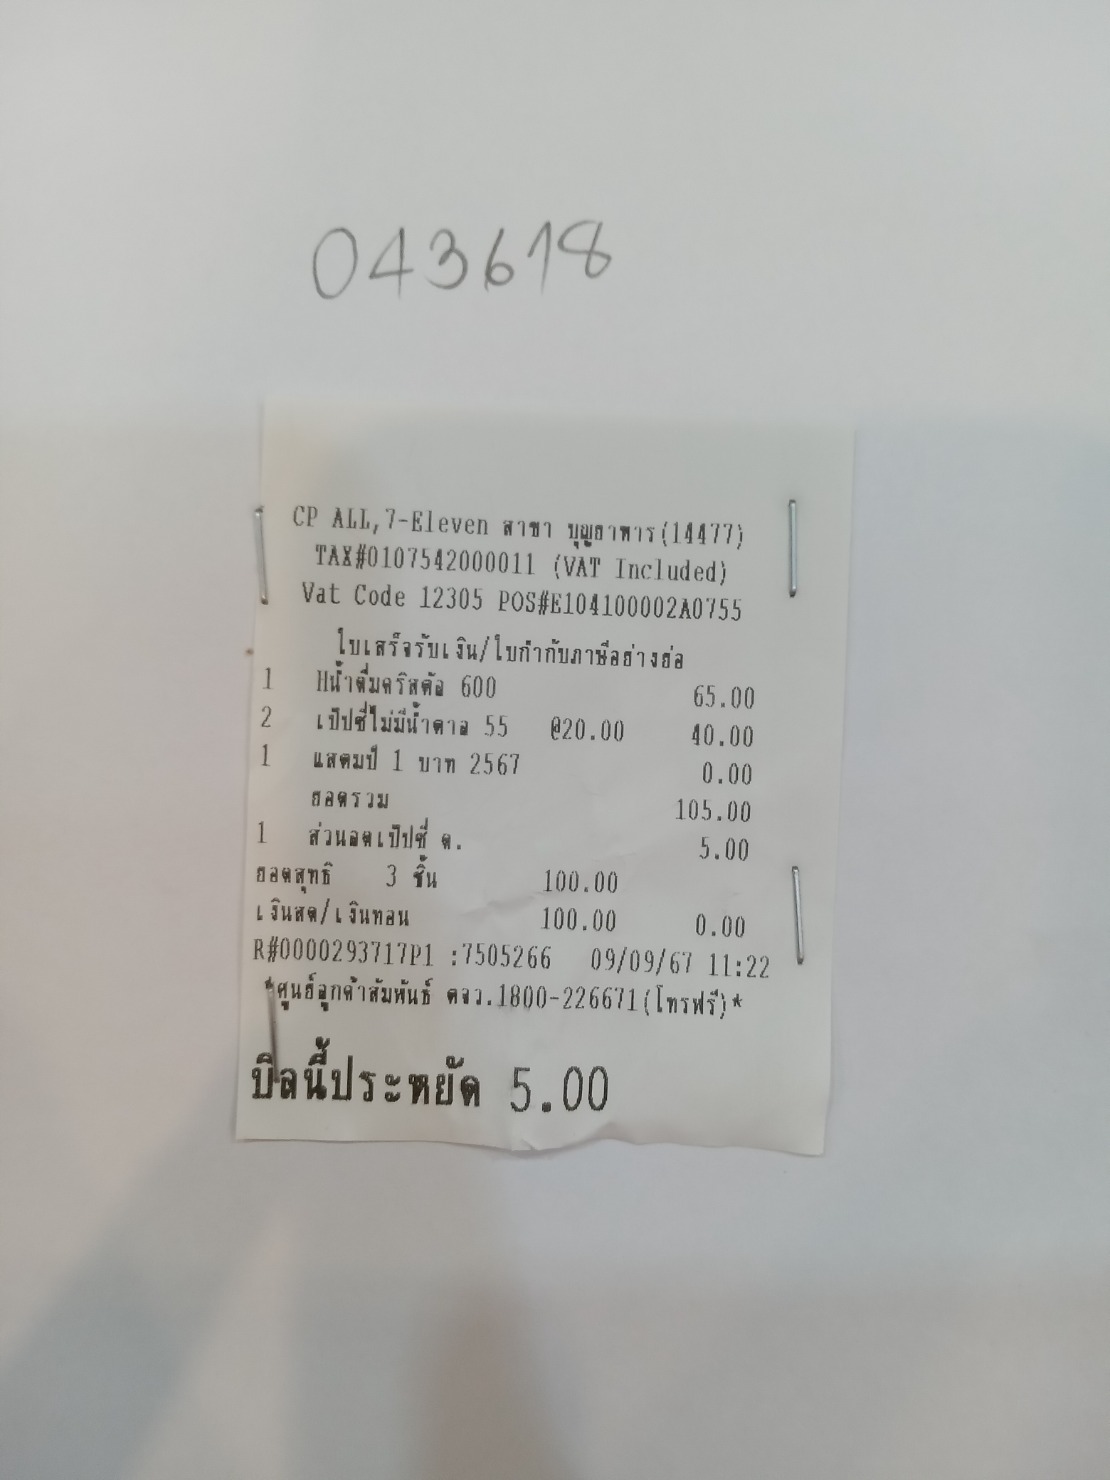 043618
CP ALL,7-Eleven สาขา บุญยาหาร(14477)
TAX#0107542000011 (VAT Included)
Vat Code 12305 POS#E104100002A0755
ใบเสร็จรับเงิน/ใบกำกับภาษีอย่างย่อ
1 Hน้ำดื่มคริสตัล 600 65.00
2 เป๊ปซี่ไม่มีน้ำตาล 55 @20.00 40.00
1 แสตมป์ 1 บาท 2567 0.00
ยอดรวม 105.00
1 ส่วนลดเป๊ปซี่ ต. 5.00
ยอดสุทธิ 3 ชิ้น 100.00
เงินสด/เงินทอน 100.00 0.00
R#0000293717P1 :7505266 09/09/67 11:22
*ศูนย์ลูกค้าสัมพันธ์ ตจว.1800-226671(โทรฟรี)*
บิลนี้ประหยัด 5.00